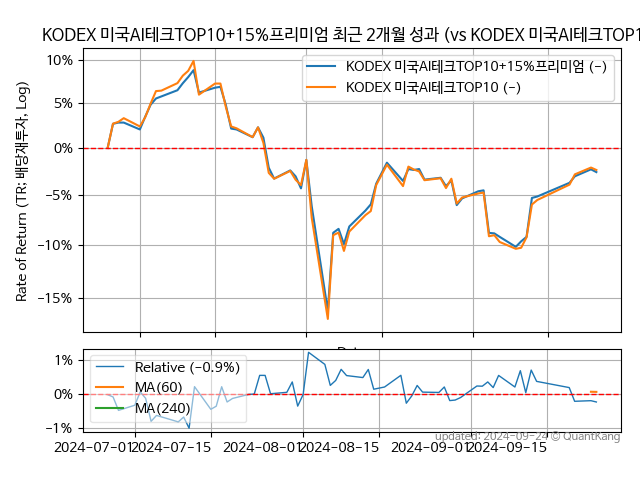 KODEX 미국AI테크TOP10+15%프리미엄 최근 2개월 성과 (vs KODEX 미국AI테크TOP1
10%
5%
0%
−5%
−10%
−15%
Rate of Return (TR: 배당재투자, Log)
KODEX 미국AI테크TOP10+15%프리미엄 (−)
KODEX 미국AI테크TOP10 (−)
1%
0%
−1%
Relative (−0.9%)
MA(60)
MA(240)
2024−07−01
2024−07−15
2024−08−01
2024−08−15
2024−09−01
2024−09−15
updated: 2024-09-24 © QuantKang